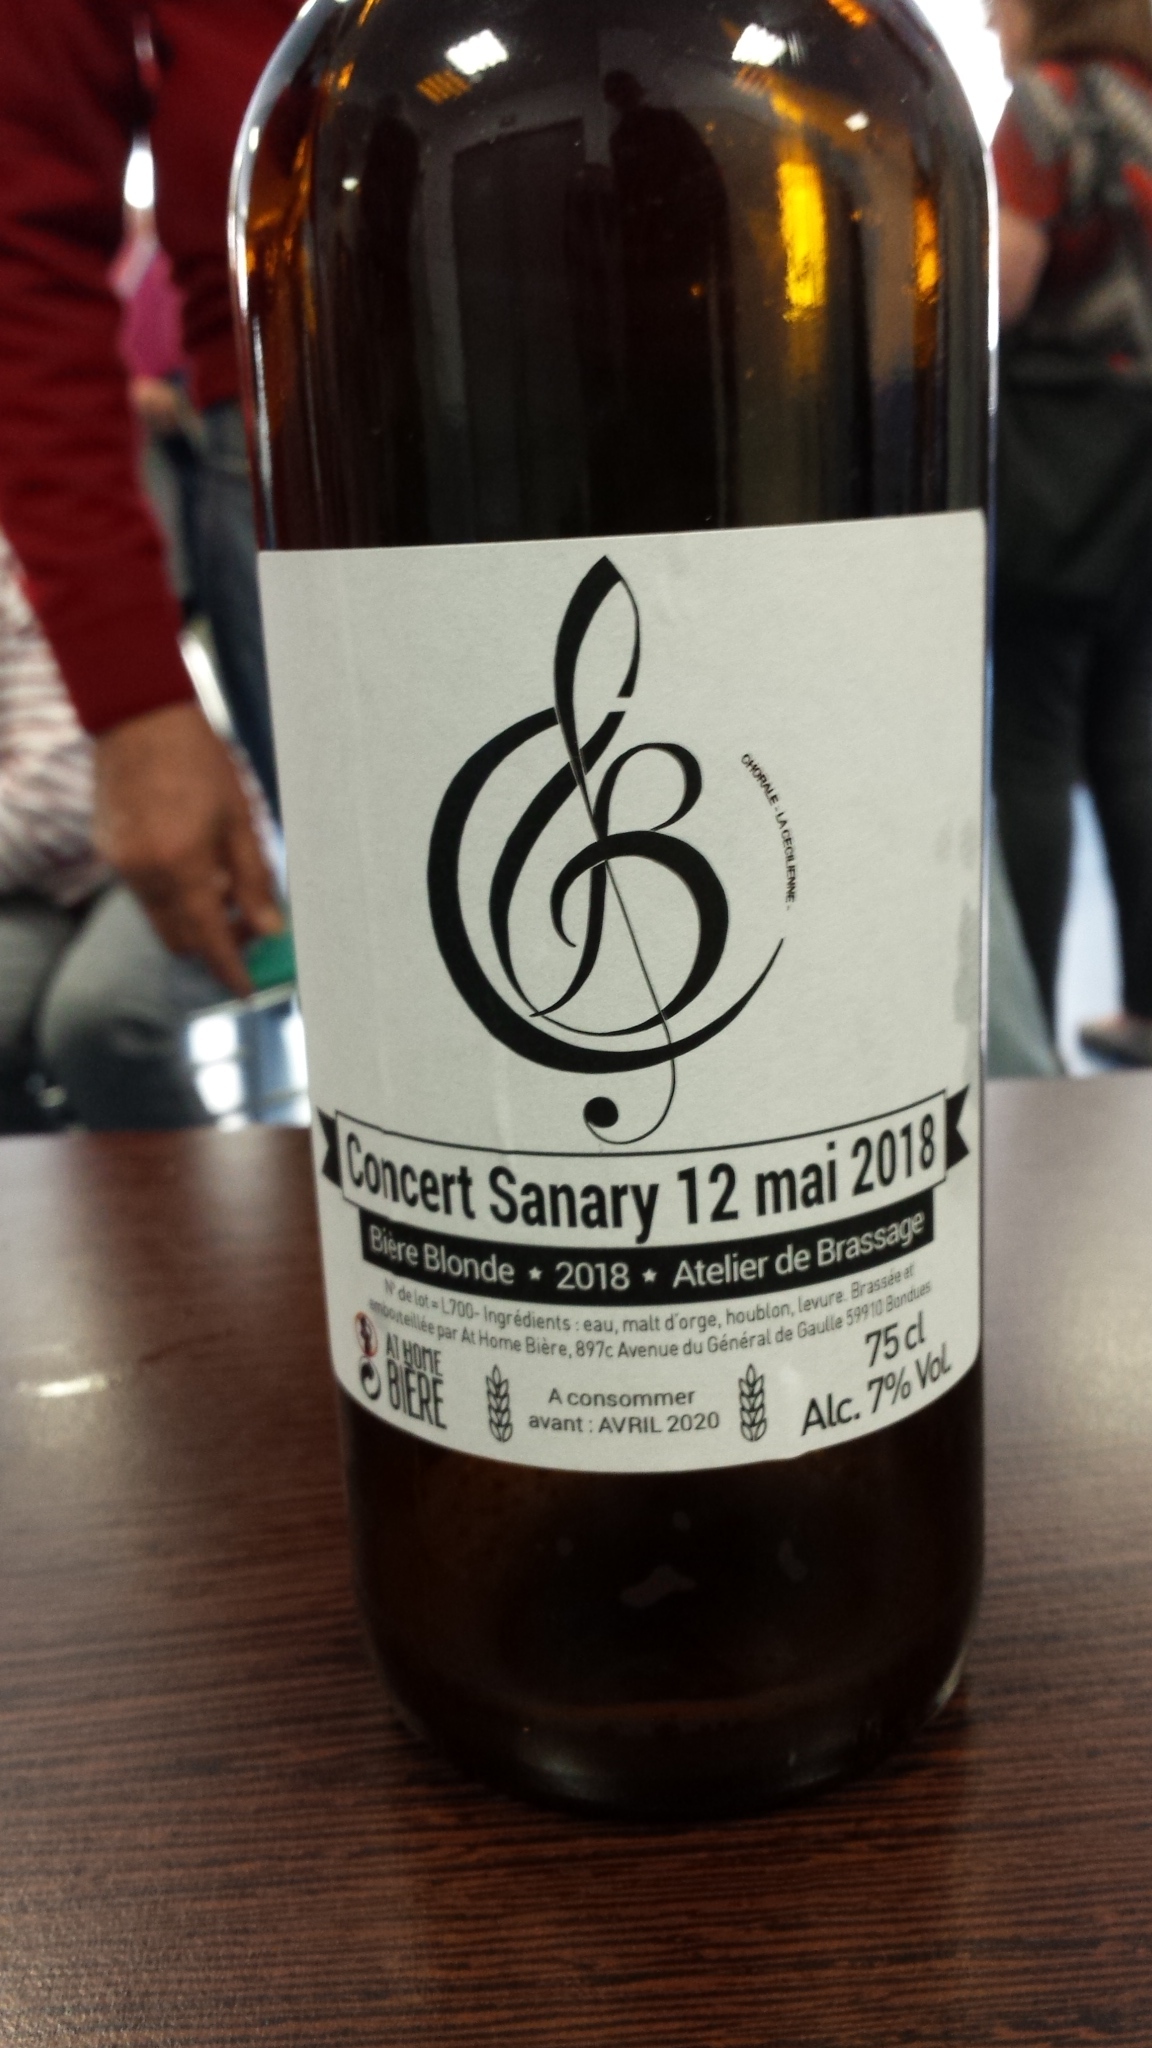 CHORALE - LA CECILIENNE -
Concert Sanary 12 mai 2018
Bière Blonde ★ 2018 ★ Atelier de Brassage
N° de lot = L700- Ingrédients : eau, malt d'orge, houblon, levure. Brassée et
embouteillée par At Home Bière, 897c Avenue du Général de Gaulle 59910 Bondues
AT HOME
BIÈRE
A consommer
avant : AVRIL 2020
75 cl
Alc. 7% Vol